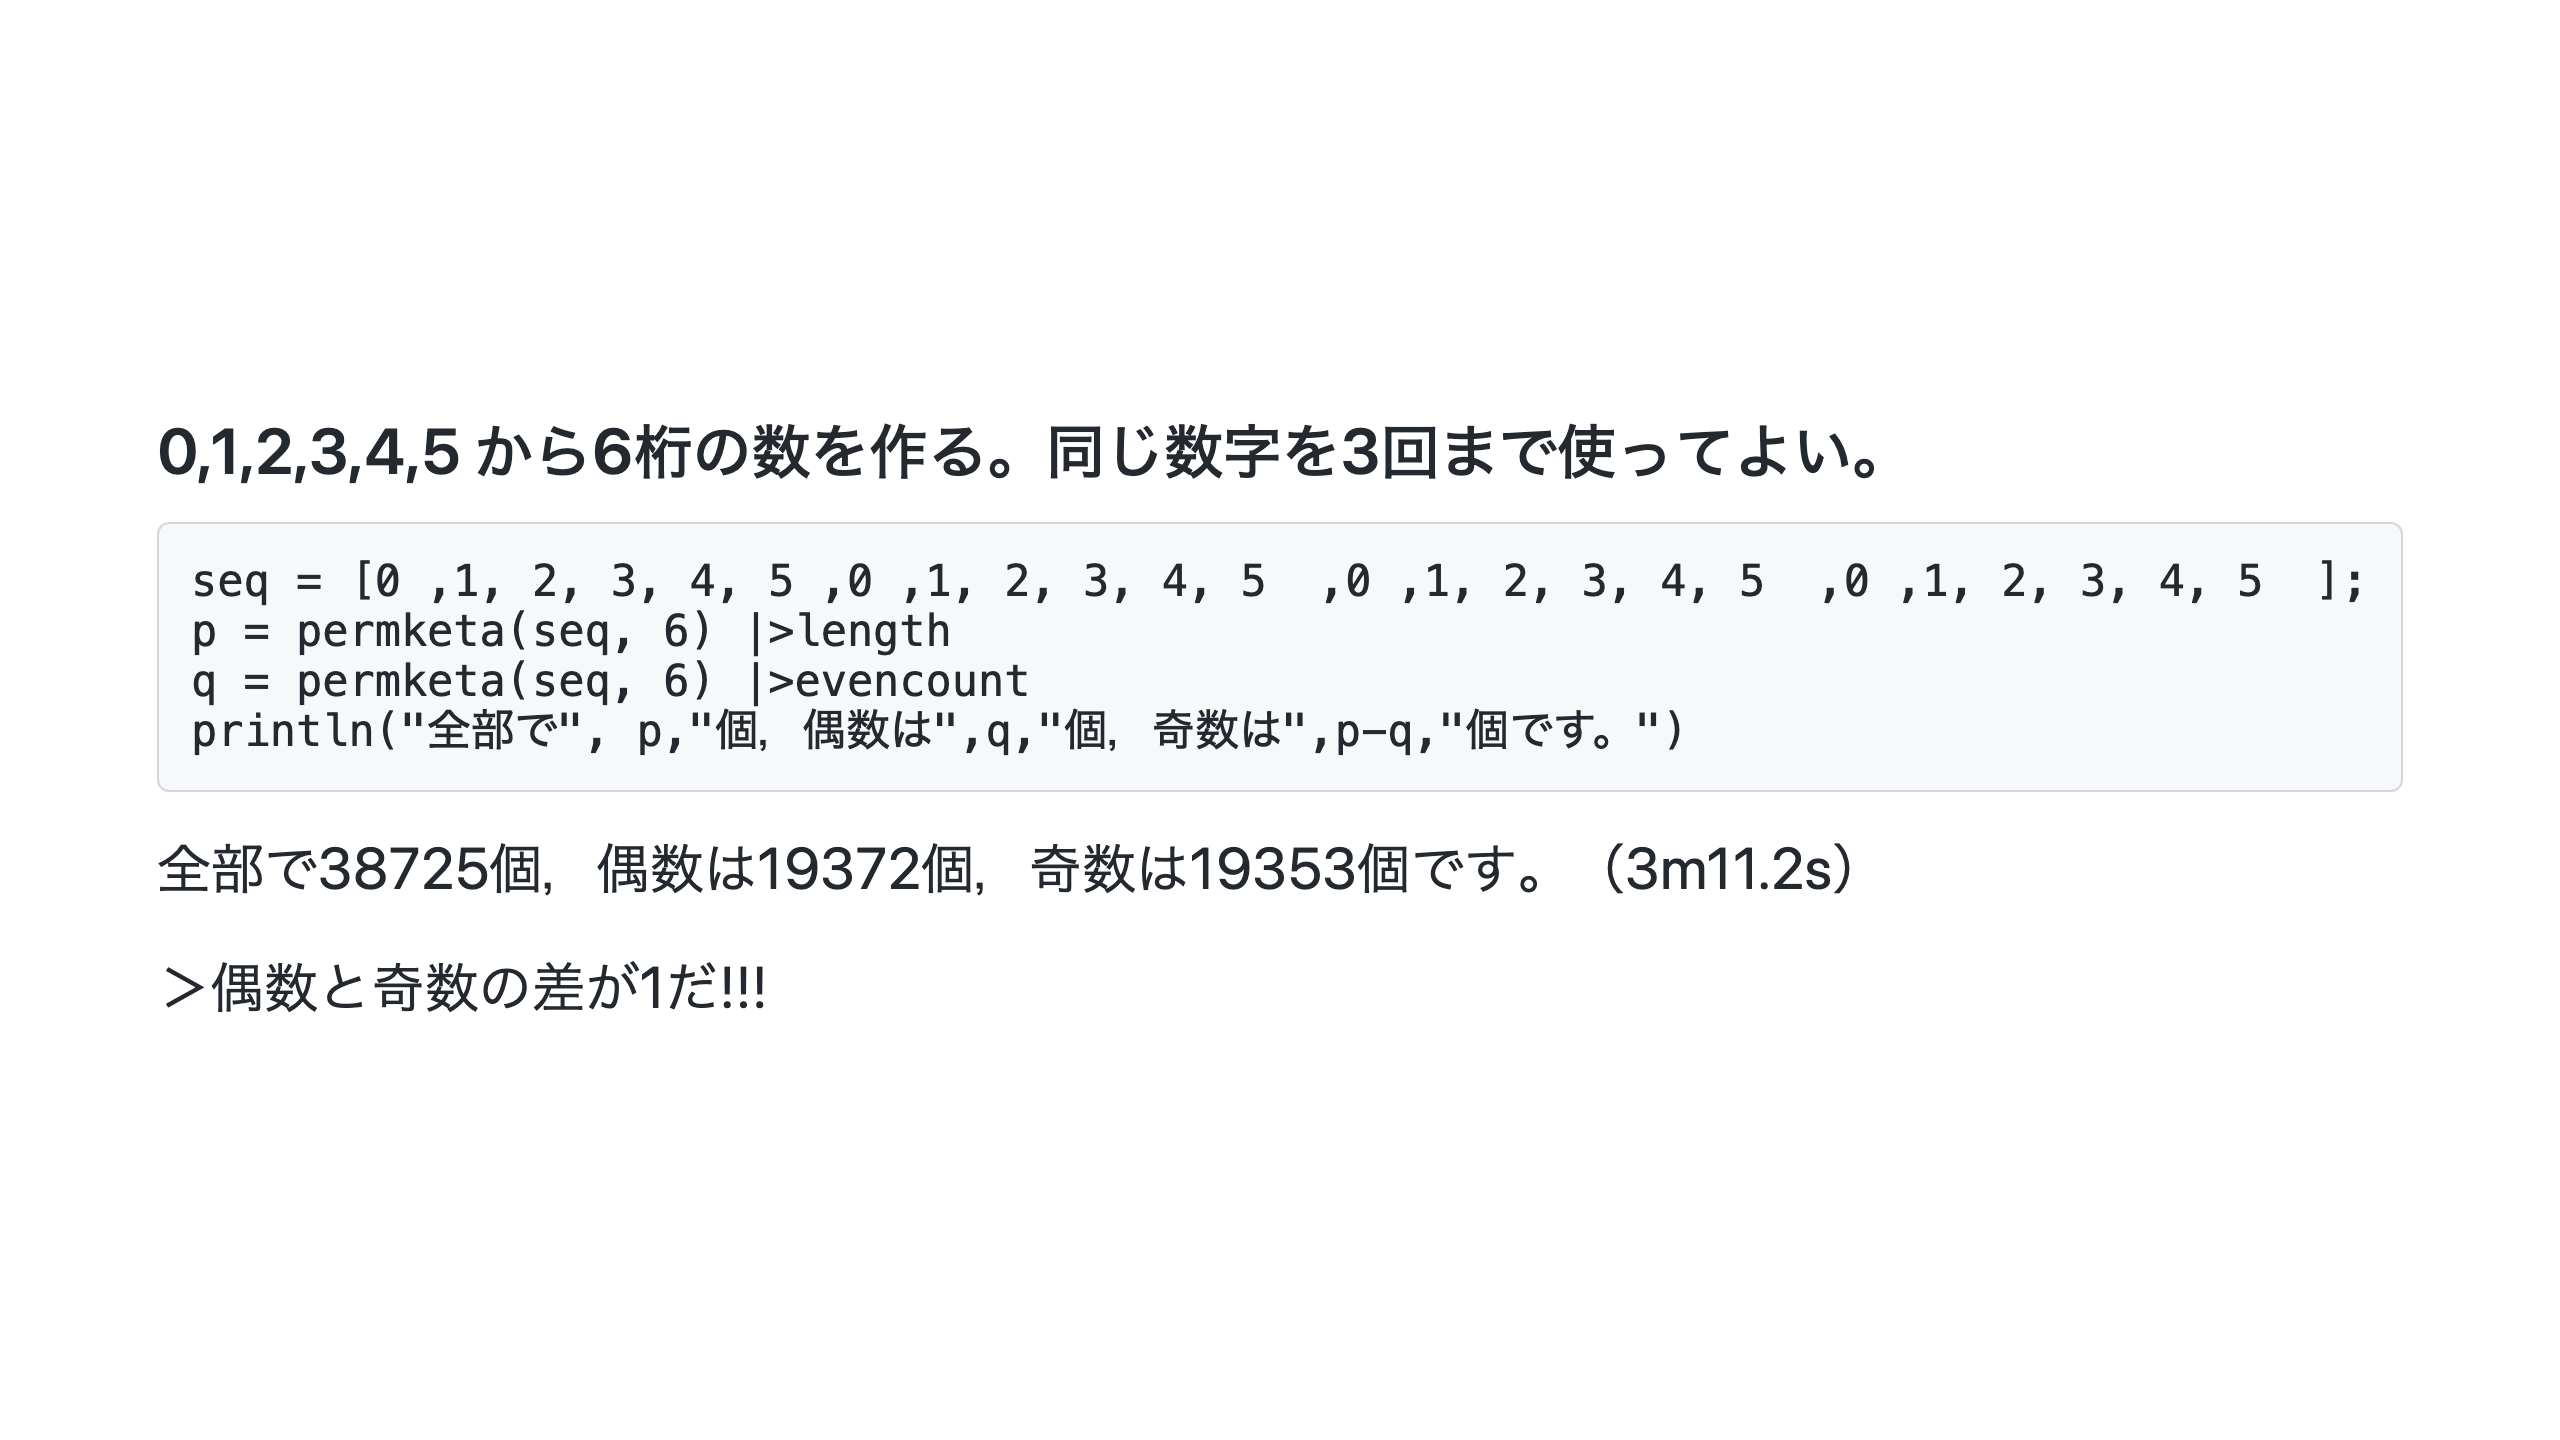 0,1,2,3,4,5 から6桁の数を作る。同じ数字を3回まで使ってよい。
seq = [0 ,1, 2, 3, 4, 5 ,0 ,1, 2, 3, 4, 5  ,0 ,1, 2, 3, 4, 5  ,0 ,1, 2, 3, 4, 5  ];
p = permketa(seq, 6) |>length
q = permketa(seq, 6) |>evencount
println("全部で", p,"個，偶数は",q,"個，奇数は",p-q,"個です。")
全部で38725個，偶数は19372個，奇数は19353個です。（3m11.2s）
＞偶数と奇数の差が1だ!!!